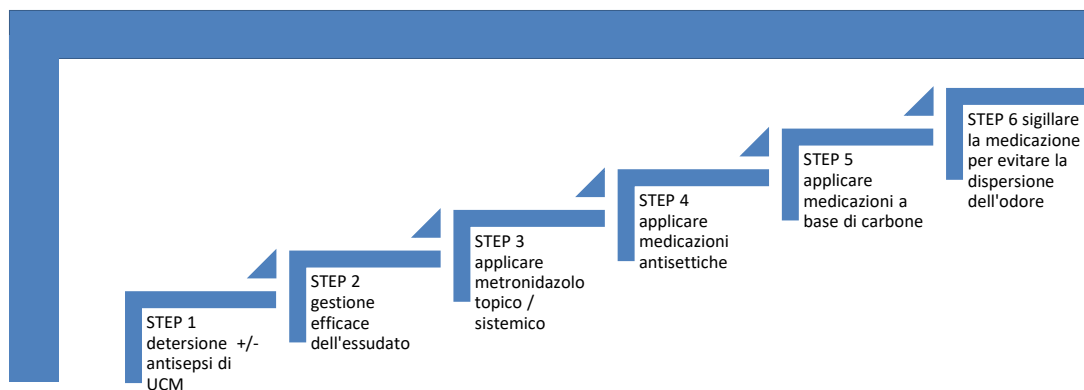 STEP 1
detersione +/-
antisepsi di
UCM
STEP 2
gestione
efficace
dell'essudato
STEP 3
applicare
metronidazolo
topico /
sistemico
STEP 4
applicare
medicazioni
antisettiche
STEP 5
applicare
medicazioni a
base di carbone
STEP 6 sigillare
la medicazione
per evitare la
dispersione
dell'odore